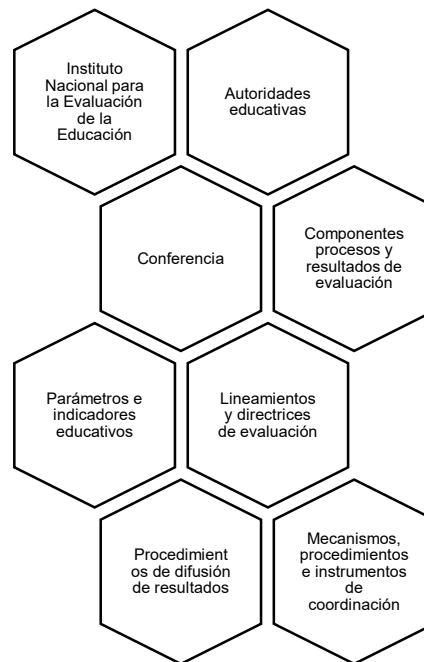 Instituto
Nacional para
la Evaluación
de la
Educación
Autoridades
educativas
Conferencia
Componentes
procesos y
resultados de
evaluación
Parámetros e
indicadores
educativos
Lineamientos
y directrices
de evaluación
Procedimient
os de difusión
de resultados
Mecanismos,
procedimientos
e instrumentos
de
coordinación